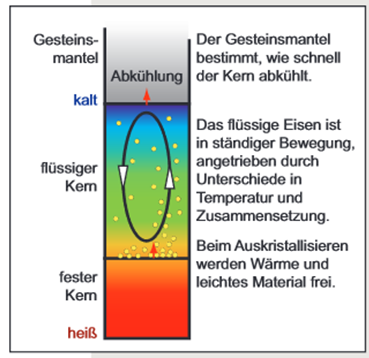 Gesteins-
mantel
Abkühlung
kalt
flüssiger
Kern
fester
Kern
heiß
Der Gesteinsmantel
bestimmt, wie schnell
der Kern abkühlt.
Das flüssige Eisen ist
in ständiger Bewegung,
angetrieben durch
Unterschiede in
Temperatur und
Zusammensetzung.
Beim Auskristallisieren
werden Wärme und
leichtes Material frei.